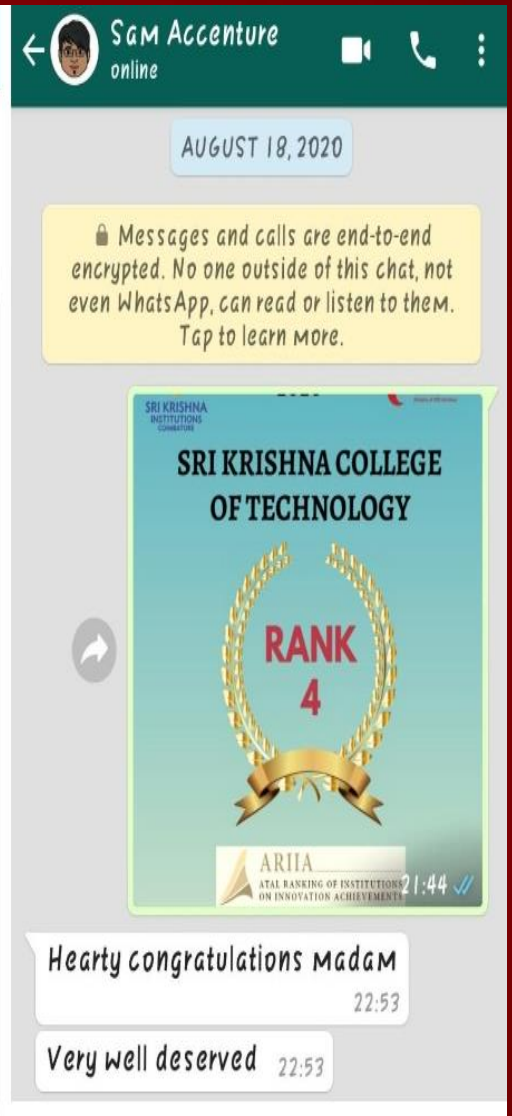 Sam Accenture
online
AUGUST 18, 2020
Messages and calls are end-to-end
encrypted. No one outside of this chat, not
even WhatsApp, can read or listen to them.
Tap to learn more.
SRI KRISHNA
INSTITUTIONS
COIMBATORE
SRI KRISHNA COLLEGE
OF TECHNOLOGY
RANK
4
ARIIA
ATAL RANKING OF INSTITUTIONS
ON INNOVATION ACHIEVEMENTS
21:44
Hearty congratulations madam
22:53
Very well deserved 22:53